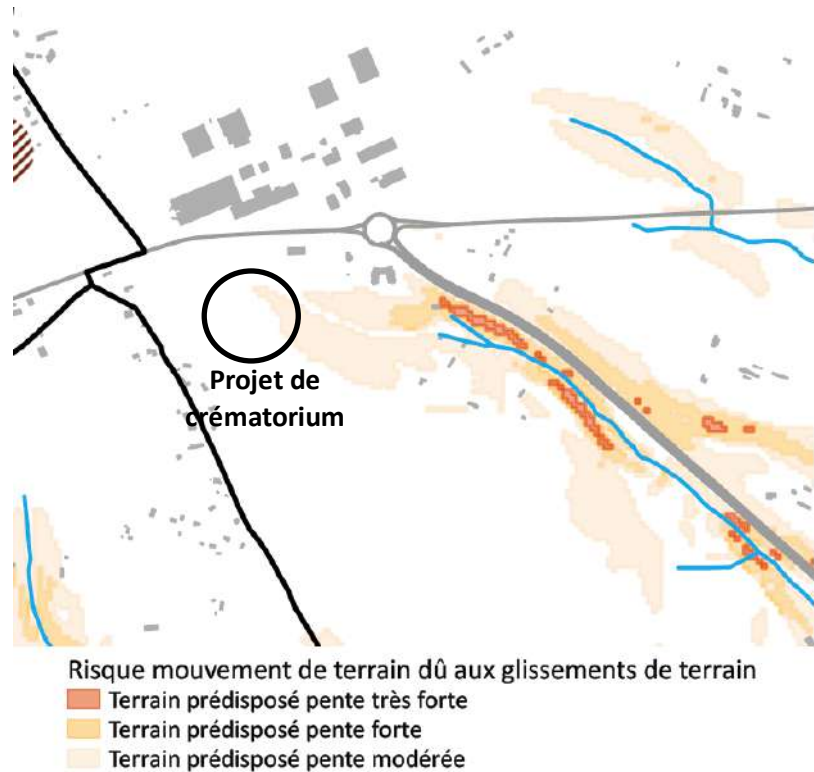 Projet de
crématorium
Risque mouvement de terrain dû aux glissements de terrain
Terrain prédisposé pente très forte
Terrain prédisposé pente forte
Terrain prédisposé pente modérée